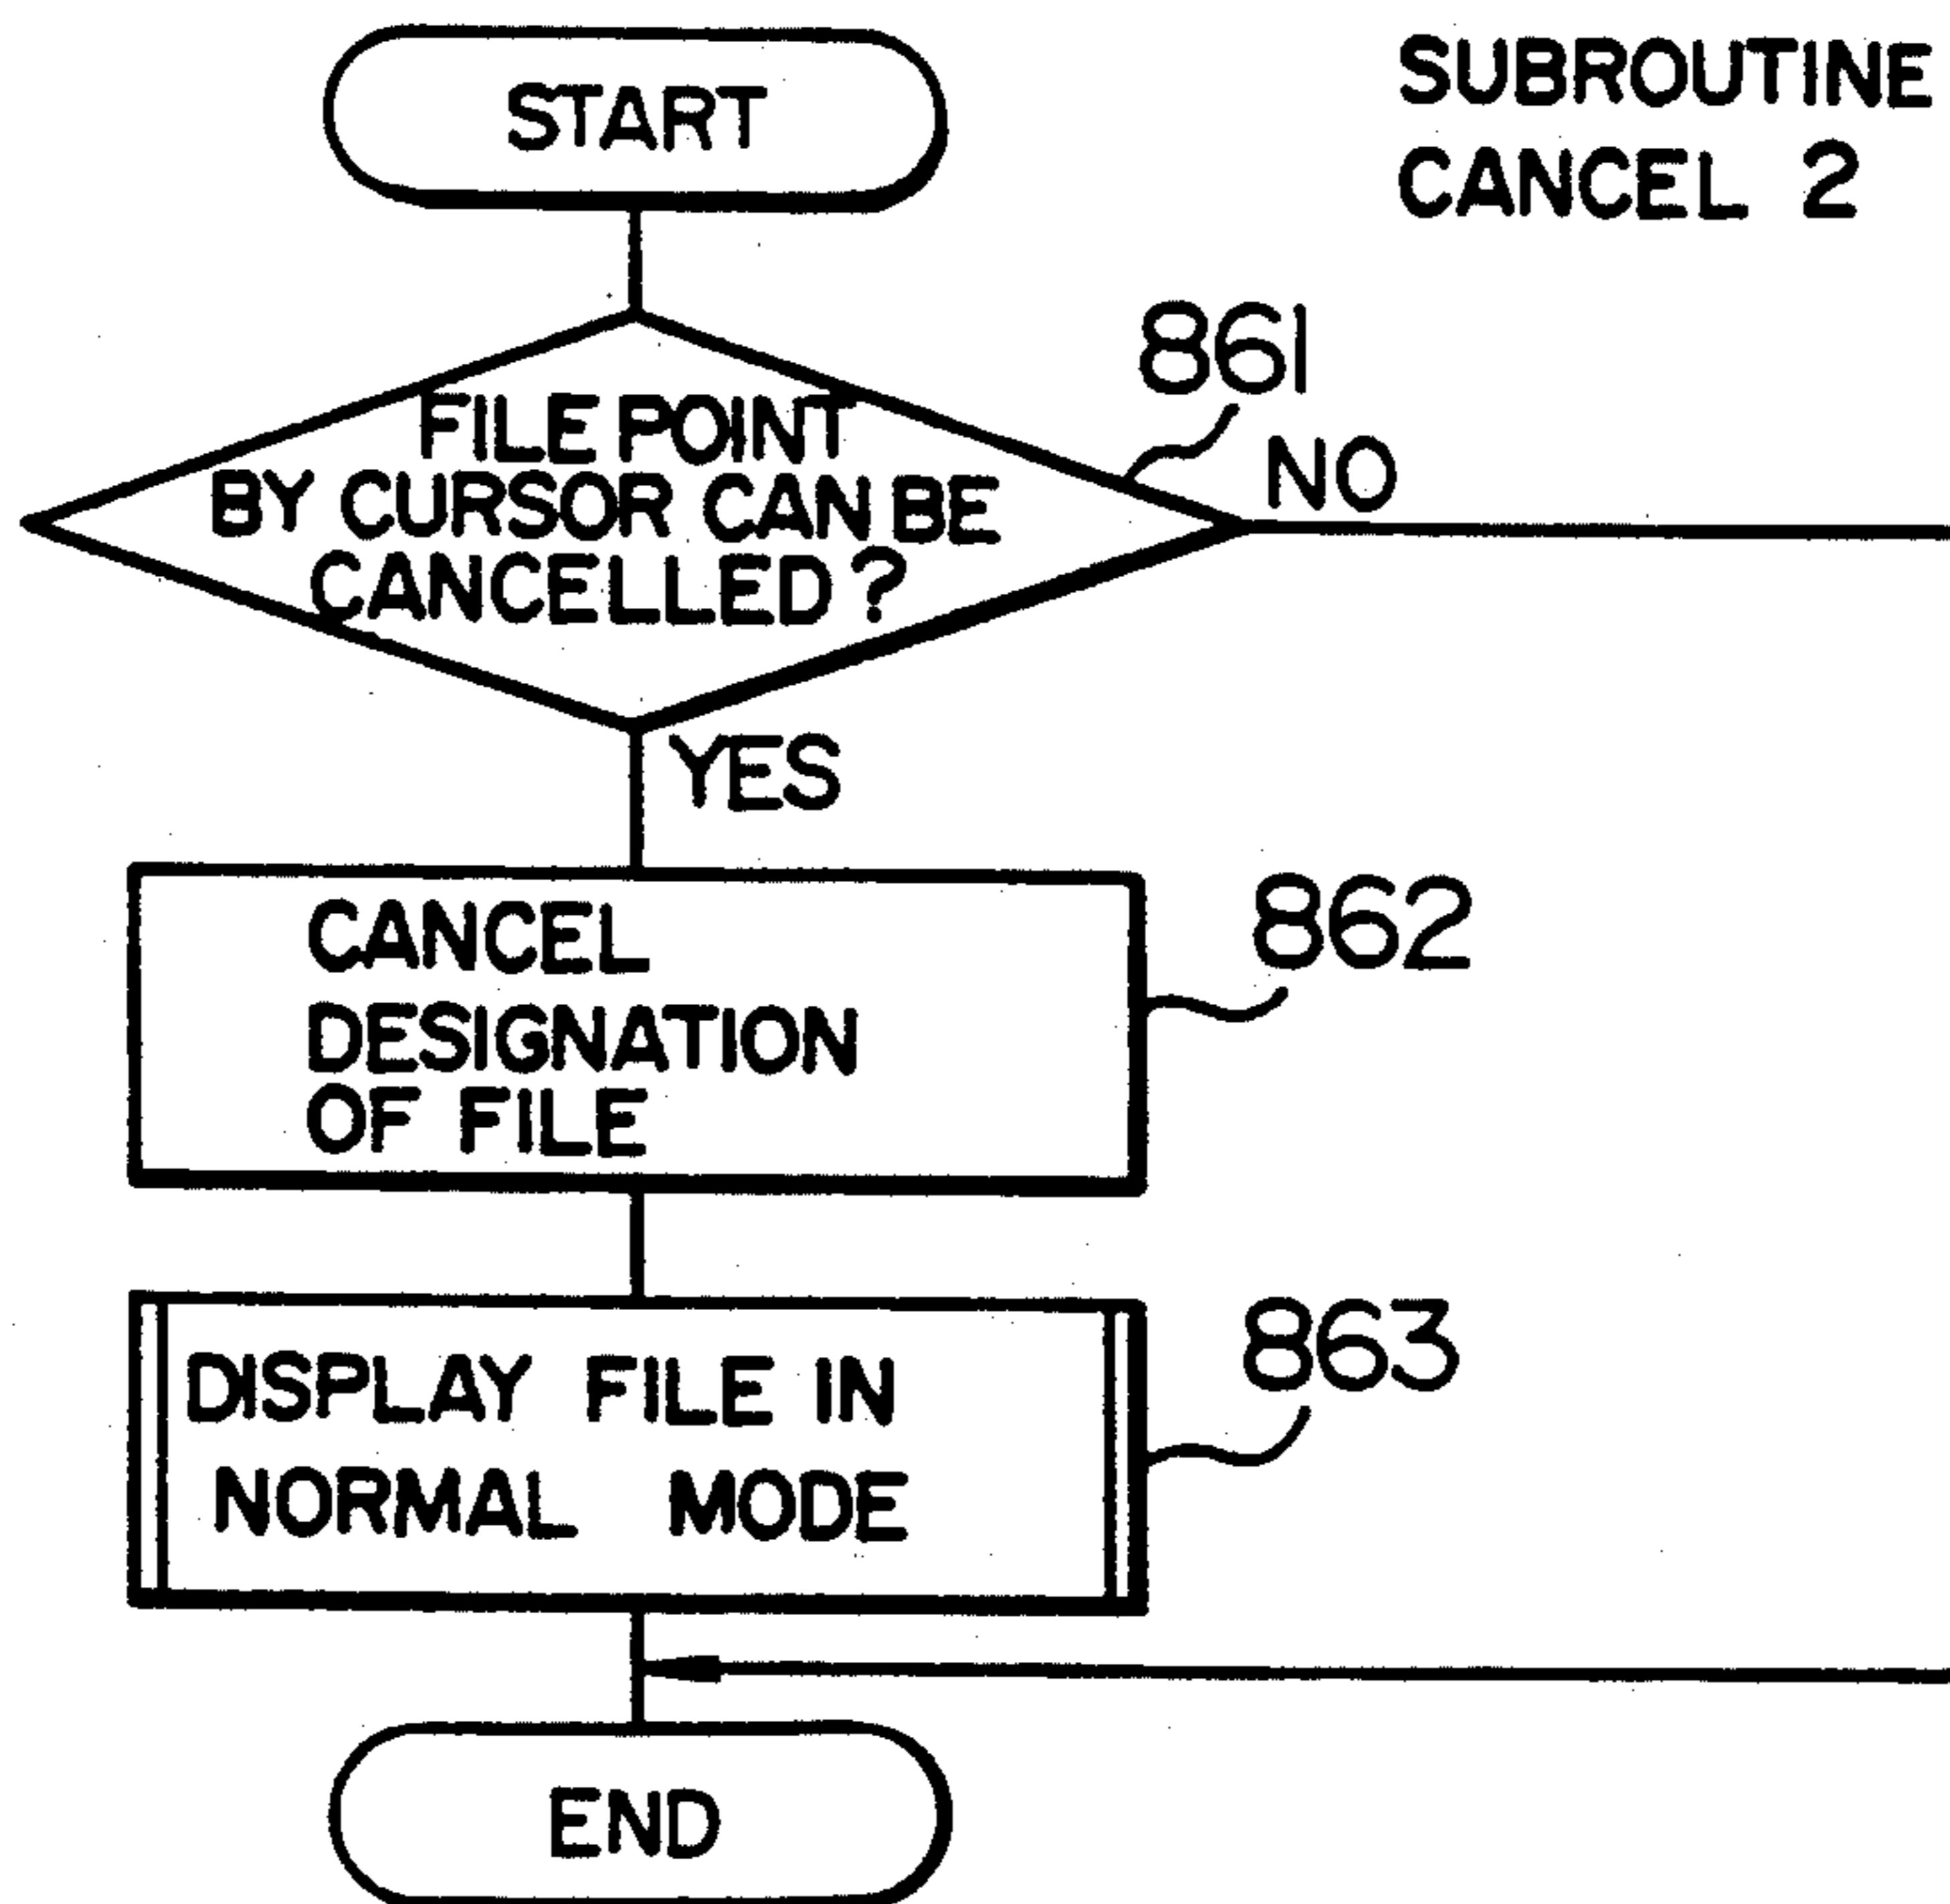 START
SUBROUTINE
CANCEL 2
861
FILE POINT
BY CURSOR CAN BE
CANCELLED?
NO
YES
862
CANCEL
DESIGNATION
OF FILE
863
DISPLAY FILE IN
NORMAL MODE
END